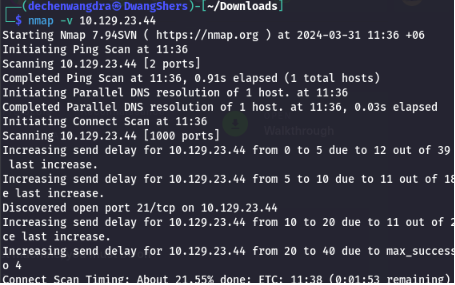 ┌──(dechenwangdra㉿DwangShers)-[~/Downloads]
└─$ nmap -v 10.129.23.44
Starting Nmap 7.94SVN ( https://nmap.org ) at 2024-03-31 11:36 +06
Initiating Ping Scan at 11:36
Scanning 10.129.23.44 [2 ports]
Completed Ping Scan at 11:36, 0.91s elapsed (1 total hosts)
Initiating Parallel DNS resolution of 1 host. at 11:36
Completed Parallel DNS resolution of 1 host. at 11:36, 0.03s elapsed
Initiating Connect Scan at 11:36
Scanning 10.129.23.44 [1000 ports]
Walkthrough
Increasing send delay for 10.129.23.44 from 0 to 5 due to 12 out of 39
last increase.
Increasing send delay for 10.129.23.44 from 5 to 10 due to 11 out of 18
e last increase.
Discovered open port 21/tcp on 10.129.23.44
Increasing send delay for 10.129.23.44 from 10 to 20 due to 11 out of 2
ce last increase.
Increasing send delay for 10.129.23.44 from 20 to 40 due to max_success
o 4
Connect Scan Timing: About 21.55% done; ETC: 11:38 (0:01:53 remaining)